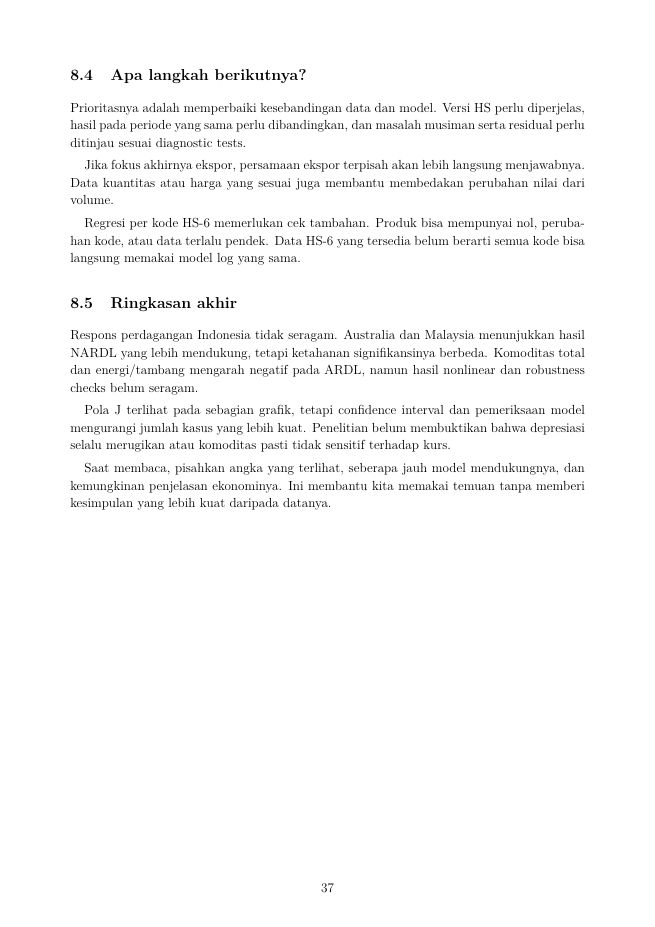 8.4 Apa langkah berikutnya?
Prioritasnya adalah memperbaiki kesebandingan data dan model. Versi HS perlu diperjelas,
hasil pada periode yang sama perlu dibandingkan, dan masalah musiman serta residual perlu
ditinjau sesuai diagnostic tests.
Jika fokus akhirnya ekspor, persamaan ekspor terpisah akan lebih langsung menjawabnya.
Data kuantitas atau harga yang sesuai juga membantu membedakan perubahan nilai dari
volume.
Regresi per kode HS-6 memerlukan cek tambahan. Produk bisa mempunyai nol, peruba-
han kode, atau data terlalu pendek. Data HS-6 yang tersedia belum berarti semua kode bisa
langsung memakai model log yang sama.
8.5 Ringkasan akhir
Respons perdagangan Indonesia tidak seragam. Australia dan Malaysia menunjukkan hasil
NARDL yang lebih mendukung, tetapi ketahanan signifikansinya berbeda. Komoditas total
dan energi/tambang mengarah negatif pada ARDL, namun hasil nonlinear dan robustness
checks belum seragam.
Pola J terlihat pada sebagian grafik, tetapi confidence interval dan pemeriksaan model
mengurangi jumlah kasus yang lebih kuat. Penelitian belum membuktikan bahwa depresiasi
selalu merugikan atau komoditas pasti tidak sensitif terhadap kurs.
Saat membaca, pisahkan angka yang terlihat, seberapa jauh model mendukungnya, dan
kemungkinan penjelasan ekonominya. Ini membantu kita memakai temuan tanpa memberi
kesimpulan yang lebih kuat daripada datanya.
37